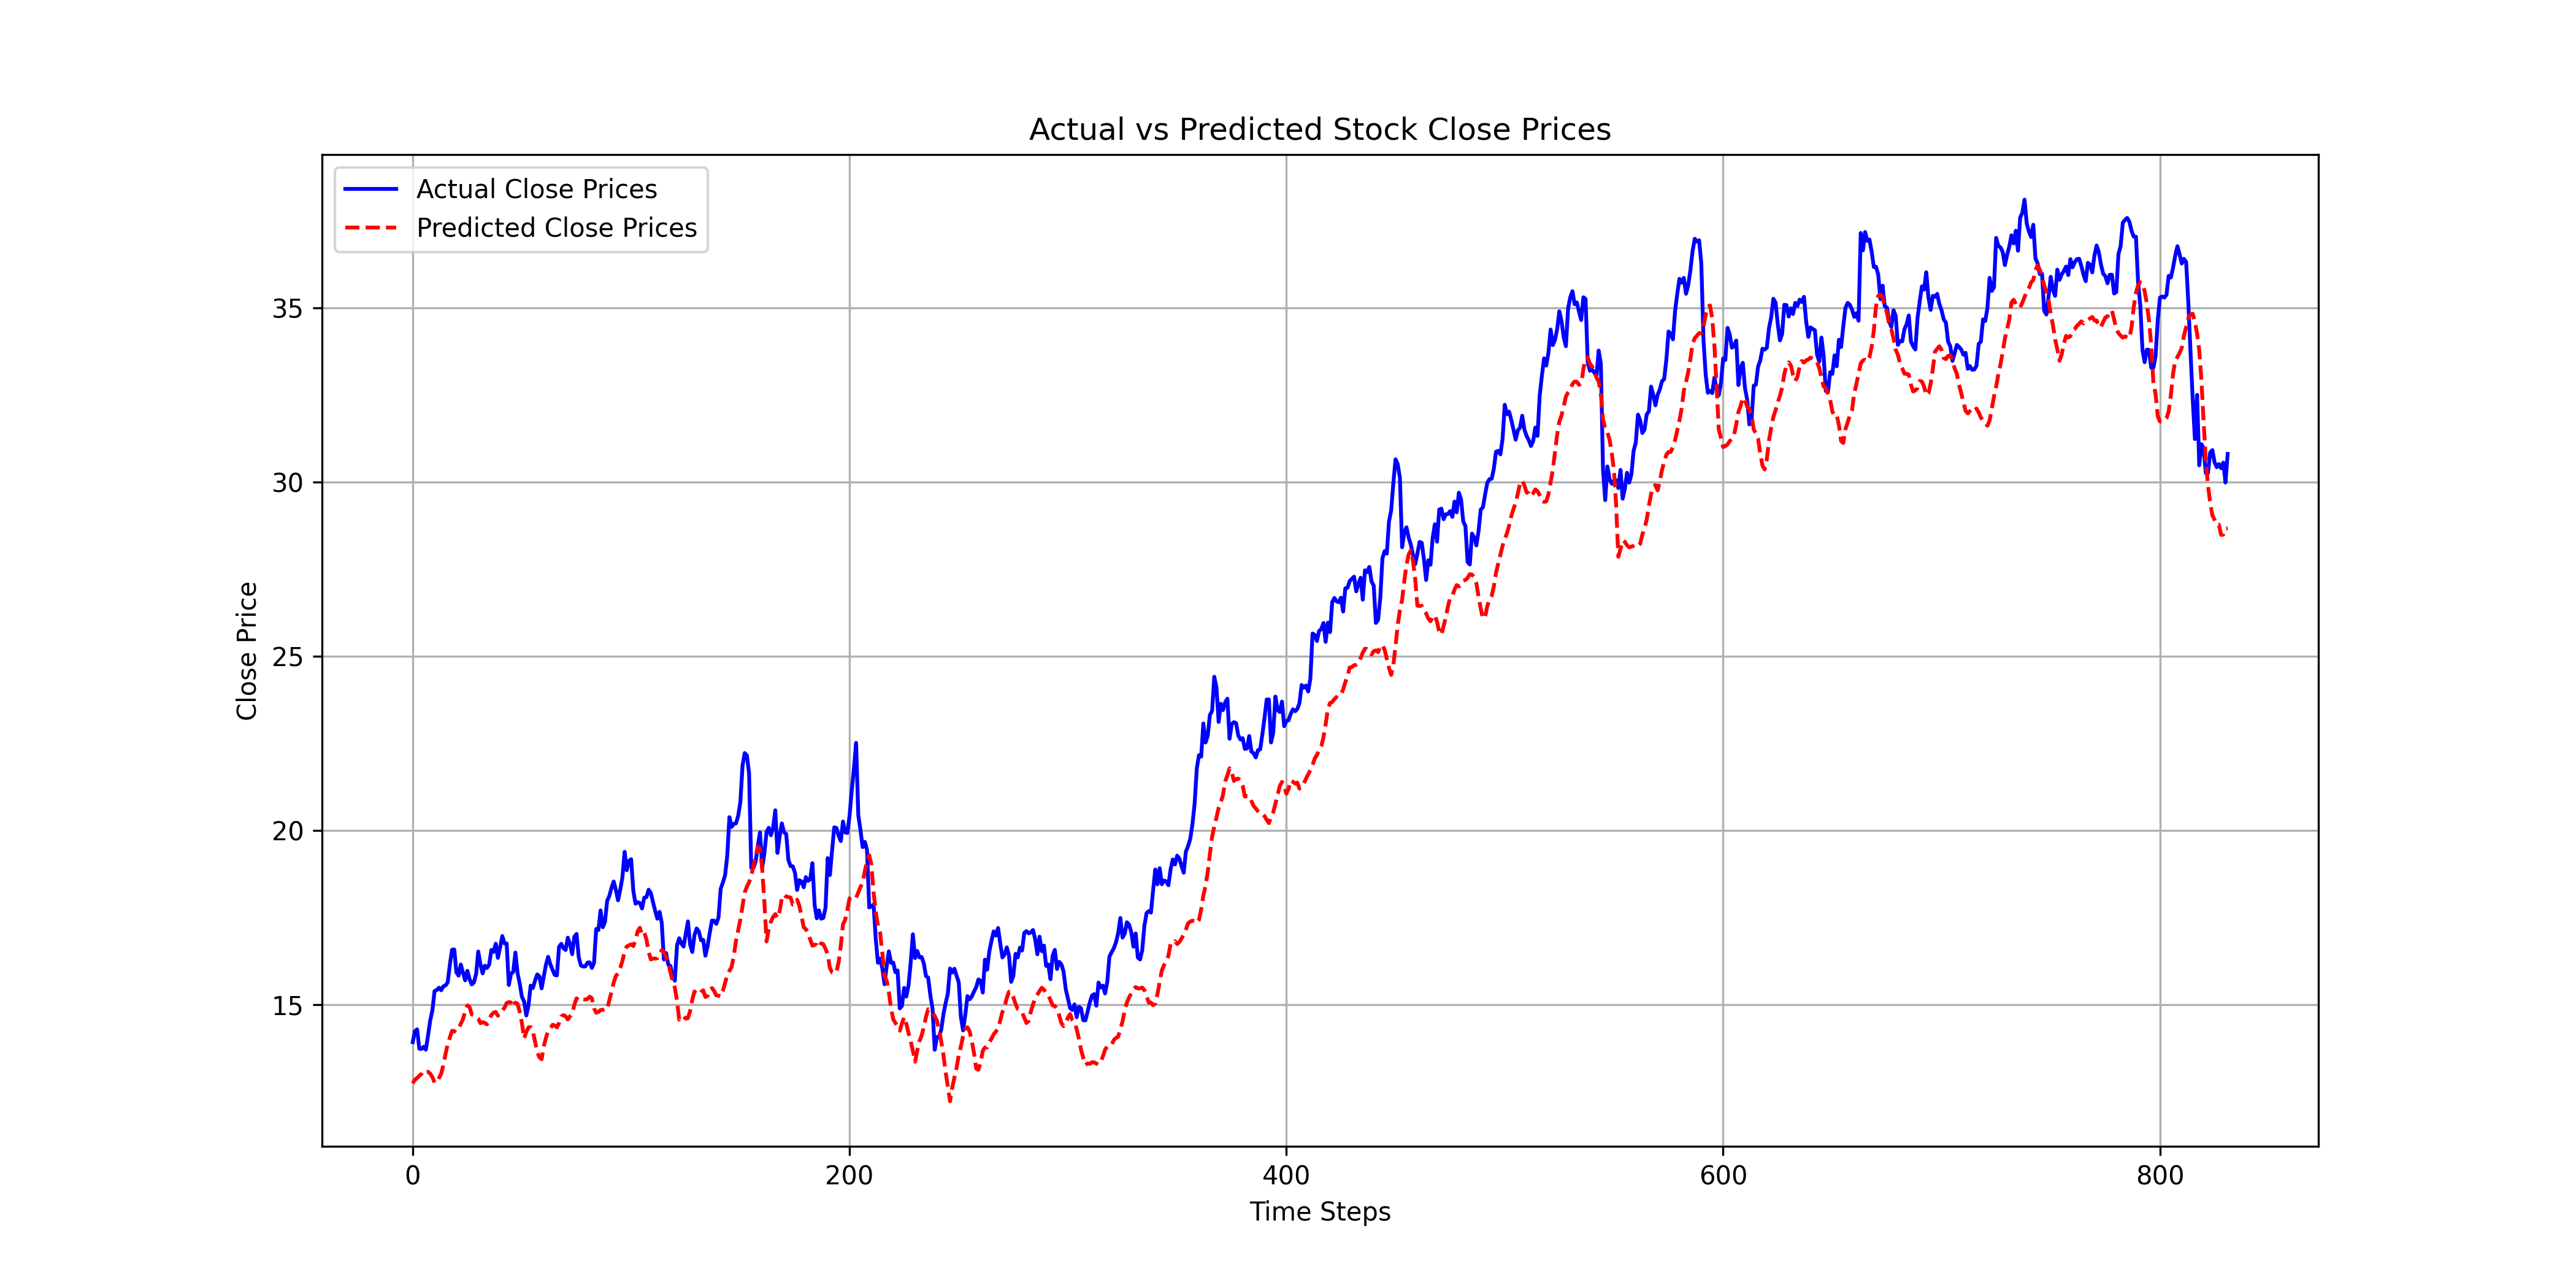 Actual vs Predicted Stock Close Prices
Actual Close Prices
Predicted Close Prices
Close Price
35
30
25
20
15
0 200 400 600 800
Time Steps